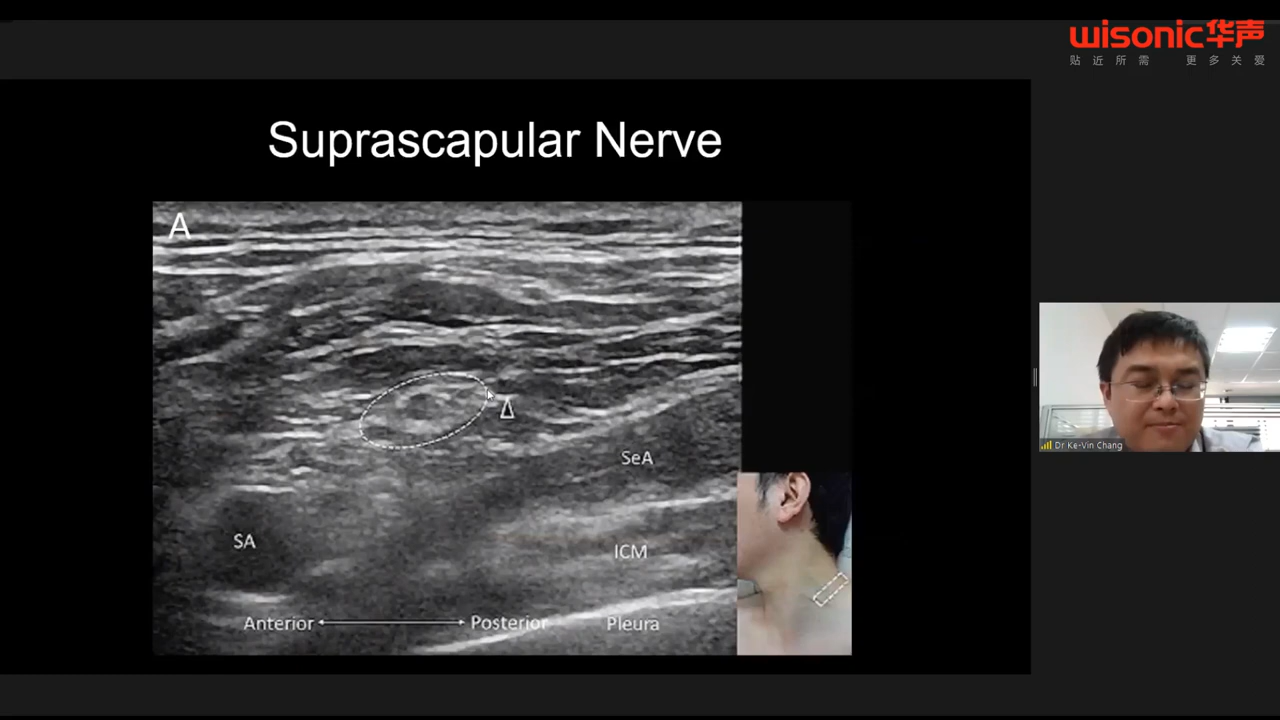 wisonic华声
贴近所需 更多关爱
Suprascapular Nerve
A
Δ
SeA
SA
ICM
Anterior
Posterior
Pleura
Dr Ke-Vin Chang